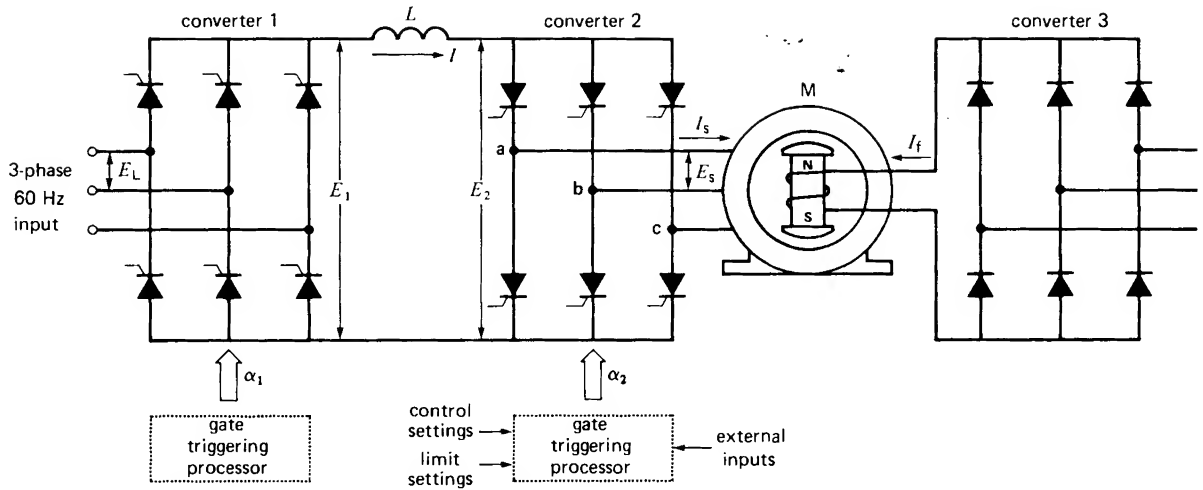 converter 1
L
converter 2
converter 3
I
M
3-phase
60 Hz
input
E_L
E_1
E_2
a
b
c
I_s
E_s
N
S
I_f
α_1
α_2
gate
triggering
processor
control
settings
limit
settings
gate
triggering
processor
external
inputs